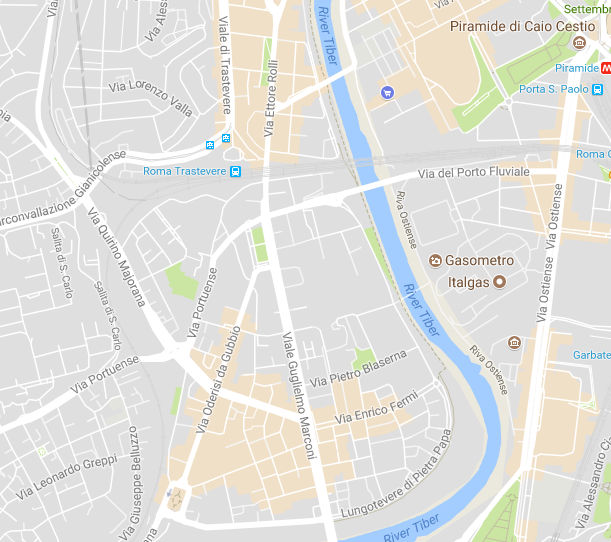 Settembre
Piramide di Caio Cestio
River Tiber
Via Ales
Viale di Trastevere
Via Ettore Rolli
Piramide
Via Lorenzo Valla
Porta S. Paolo
Roma
Roma Trastevere
Via del Porto Fluviale
Circonvallazione Gianicolense
Via Quirino Majorana
Riva Ostiense
Via Ostiense
Via Ostiense
Salita di S. Carlo
Salita di S. Carlo
Gasometro
Italgas
Via Portuense
River Tiber
Via Oderisi da Gubbio
Viale Guglielmo Marconi
Riva Ostiense
Garbate
Via Portuense
Via Pietro Blaserna
Via Enrico Fermi
Via Leonardo Greppi
Via Giuseppe Belluzzo
Lungotevere di Pietra Papa
Via Alessandro Ci
River Tiber